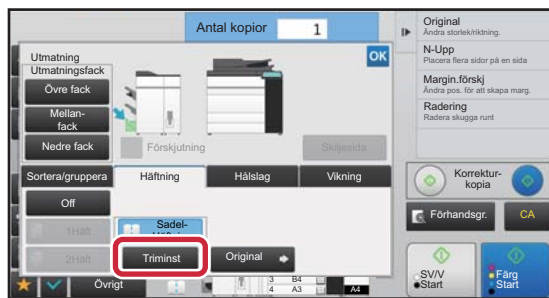 Antal kopior 1
Utmatning
OK
Utmatningsfack
Övre fack
Mellan-
fack
Nedre fack
Förskjutning
Skiljesida
Sortera/gruppera
Häftning
Hålslag
Vikning
Off
1Häft
2Häft
Sadel-
Triminst
Original
Övrigt
3 B4
4 A3
A4
Original
Ändra storlek/riktning.
N-Upp
Placera flera sidor på en sida
Margin.förskj
Ändra pos. för att skapa marg.
Radering
Radera skugga runt
Korrektur-
kopia
Förhandsgr.
CA
SV/V
Start
Färg
Start